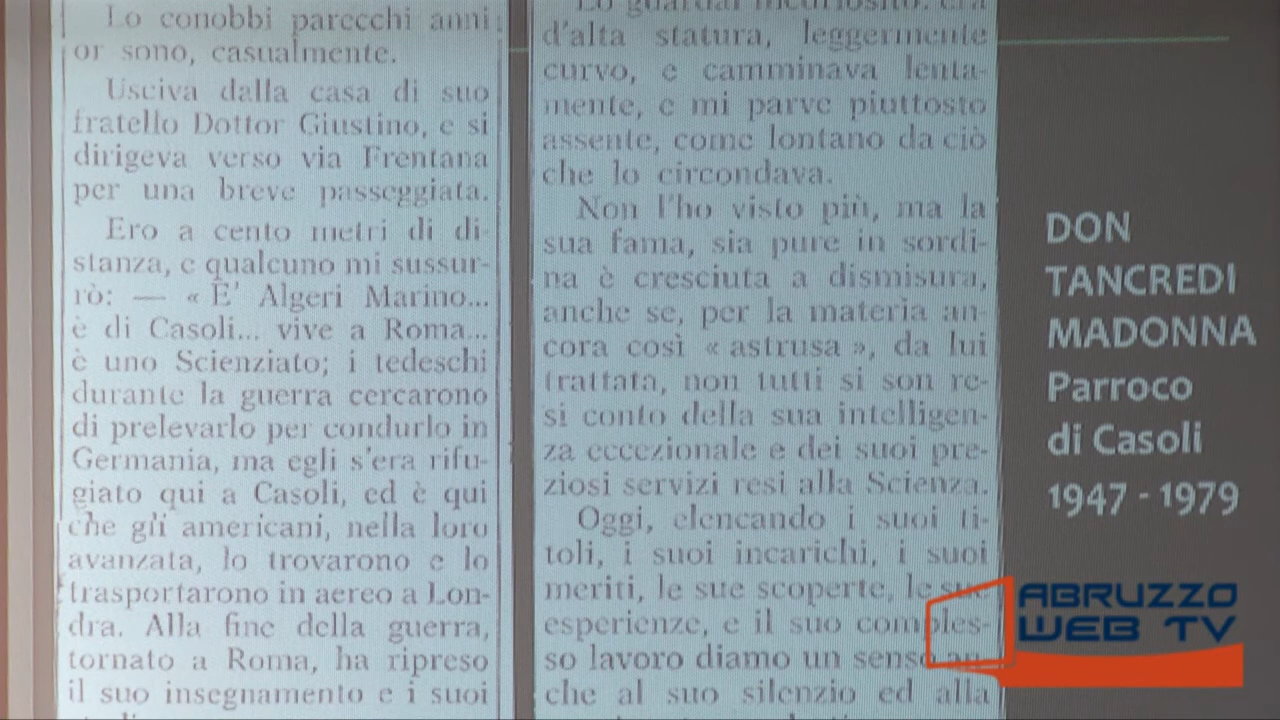 Lo conobbi parecchi anni
or sono, casualmente.
Usciva dalla casa di suo
fratello Dottor Giustino, e si
dirigeva verso via Frentana
per una breve passeggiata.
Ero a cento metri di di-
stanza, e qualcuno mi sussur-
rò: — « E' Algeri Marino...
è di Casoli... vive a Roma...
è uno Scienziato; i tedeschi
durante la guerra cercarono
di prelevarlo per condurlo in
Germania, ma egli s'era rifu-
giato qui a Casoli, ed è qui
che gli americani, nella loro
avanzata, lo trovarono e lo
trasportarono in aereo a Lon-
dra. Alla fine della guerra,
tornato a Roma, ha ripreso
il suo insegnamento e i suoi
Lo guardai incuriosito: era
d'alta statura, leggermente
curvo, e camminava lenta-
mente, e mi parve piuttosto
assente, come lontano da ciò
che lo circondava.
Non l'ho visto più, ma la
sua fama, sia pure in sordi-
na è cresciuta a dismisura,
anche se, per la materia an-
cora così « astrusa », da lui
trattata, non tutti si son re-
si conto della sua intelligen-
za eccezionale e dei suoi pre-
ziosi servizi resi alla Scienza.
Oggi, elencando i suoi ti-
toli, i suoi incarichi, i suoi
meriti, le sue scoperte, le sue
esperienze, e il suo comples-
so lavoro diamo un senso an-
che al suo silenzio ed alla
DON
TANCREDI
MADONNA
Parroco
di Casoli
1947 - 1979
ABRUZZO
WEB TV